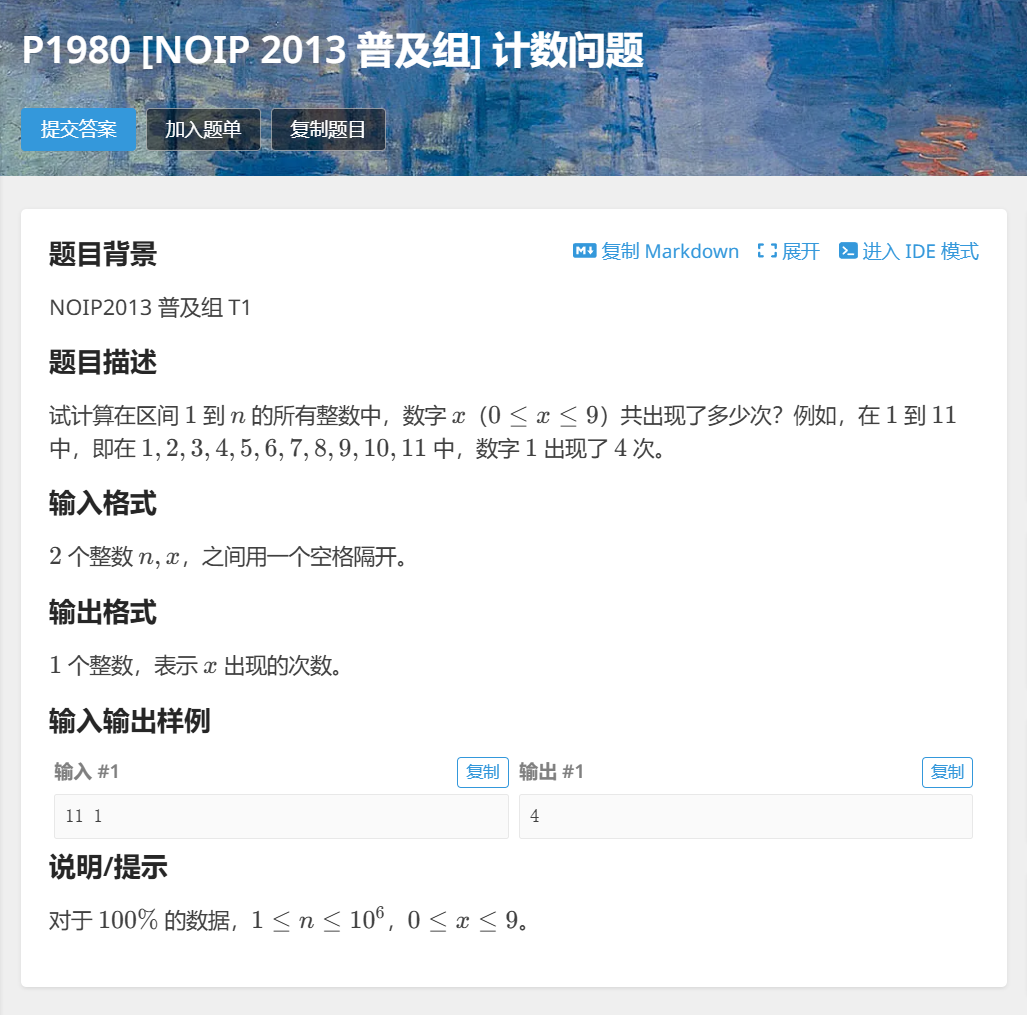 P1980 [NOIP 2013 普及组] 计数问题
提交答案 加入题单 复制题目
题目背景 复制 Markdown 展开 进入 IDE 模式
NOIP2013 普及组 T1
题目描述
试计算在区间 1 到 n 的所有整数中，数字 x（0 ≤ x ≤ 9）共出现了多少次？例如，在 1 到 11
中，即在 1, 2, 3, 4, 5, 6, 7, 8, 9, 10, 11 中，数字 1 出现了 4 次。
输入格式
2 个整数 n, x，之间用一个空格隔开。
输出格式
1 个整数，表示 x 出现的次数。
输入输出样例
输入 #1 复制 输出 #1 复制
11 1 4
说明/提示
对于 100% 的数据，1 ≤ n ≤ 10⁶，0 ≤ x ≤ 9。